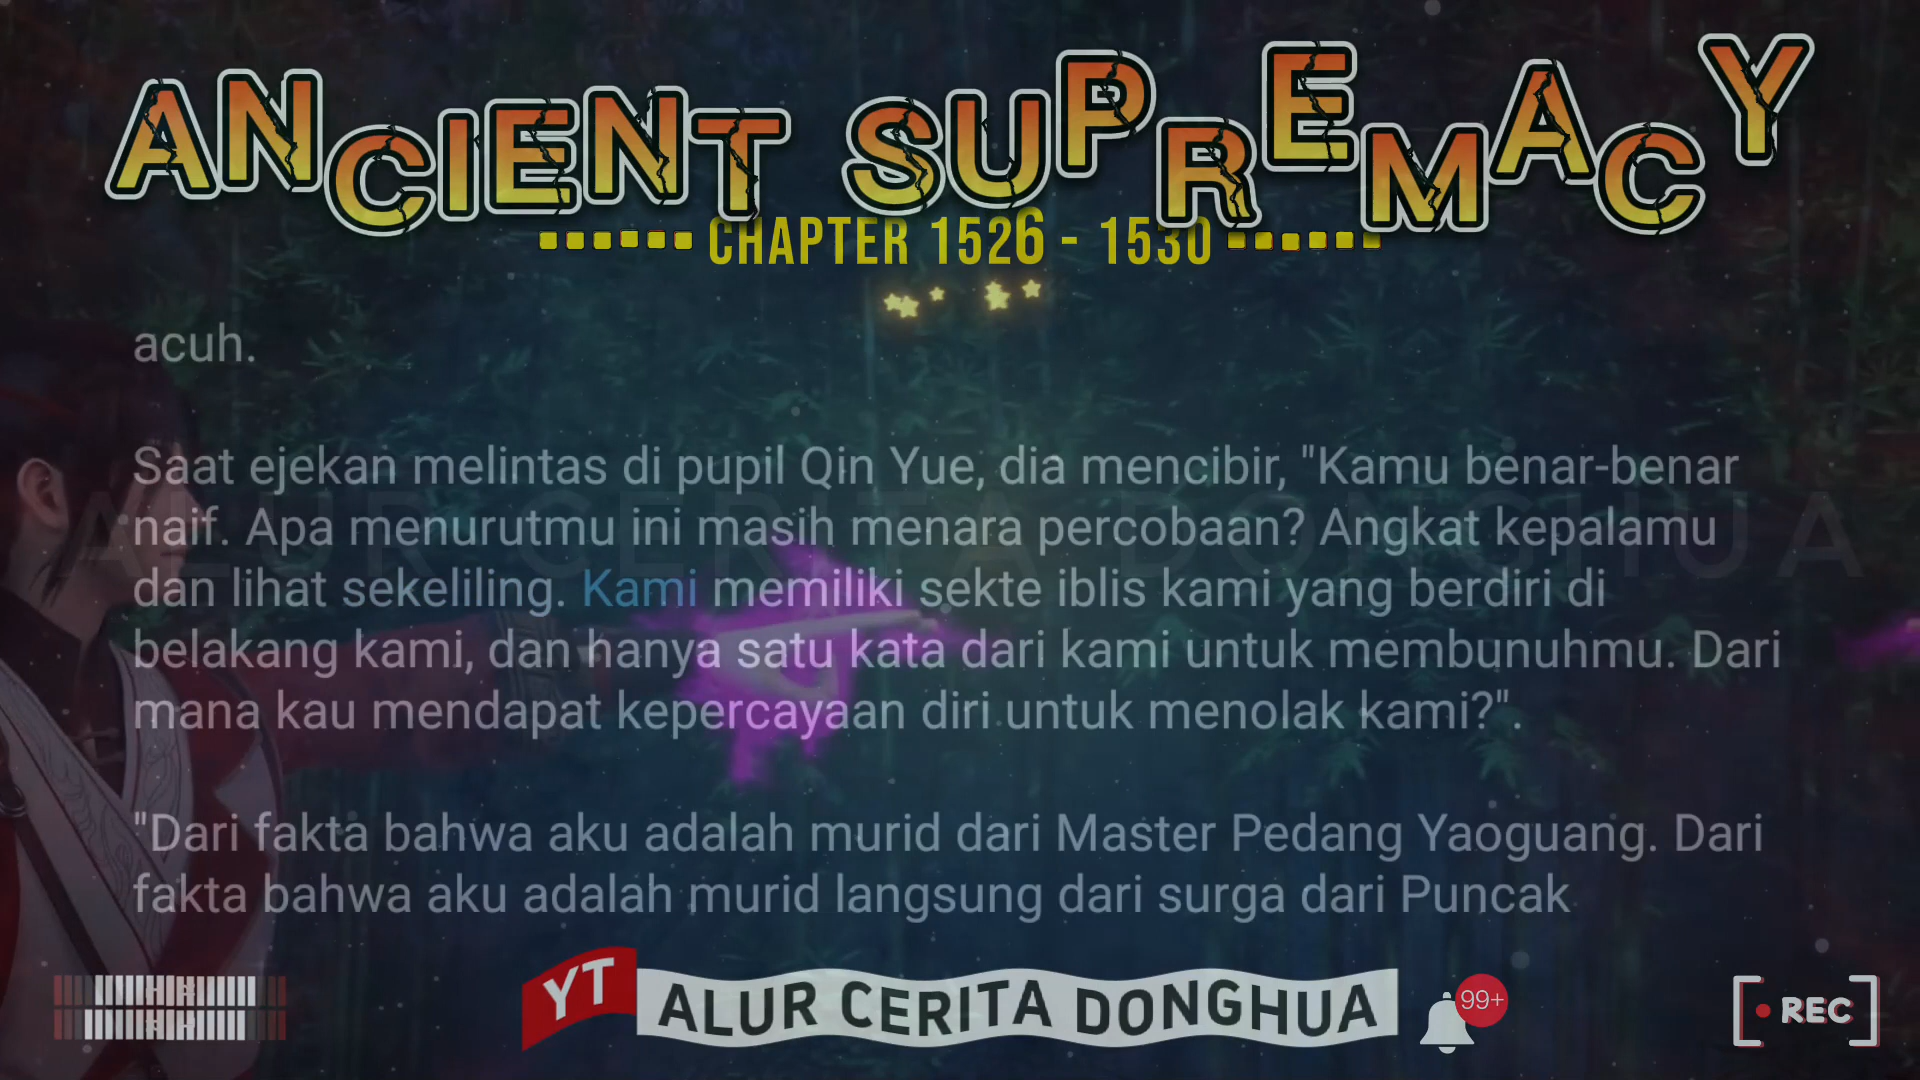 ANCIENT SUPREMACY
CHAPTER 1526 - 1530
acuh.
Saat ejekan melintas di pupil Qin Yue, dia mencibir, "Kamu benar-benar
naif. Apa menurutmu ini masih menara percobaan? Angkat kepalamu
dan lihat sekeliling. Kami memiliki sekte iblis kami yang berdiri di
belakang kami, dan hanya satu kata dari kami untuk membunuhmu. Dari
mana kau mendapat kepercayaan diri untuk menolak kami?".
"Dari fakta bahwa aku adalah murid dari Master Pedang Yaoguang. Dari
fakta bahwa aku adalah murid langsung dari surga dari Puncak
ALUR CERITA DONGHUA
YT ALUR CERITA DONGHUA
99+
REC